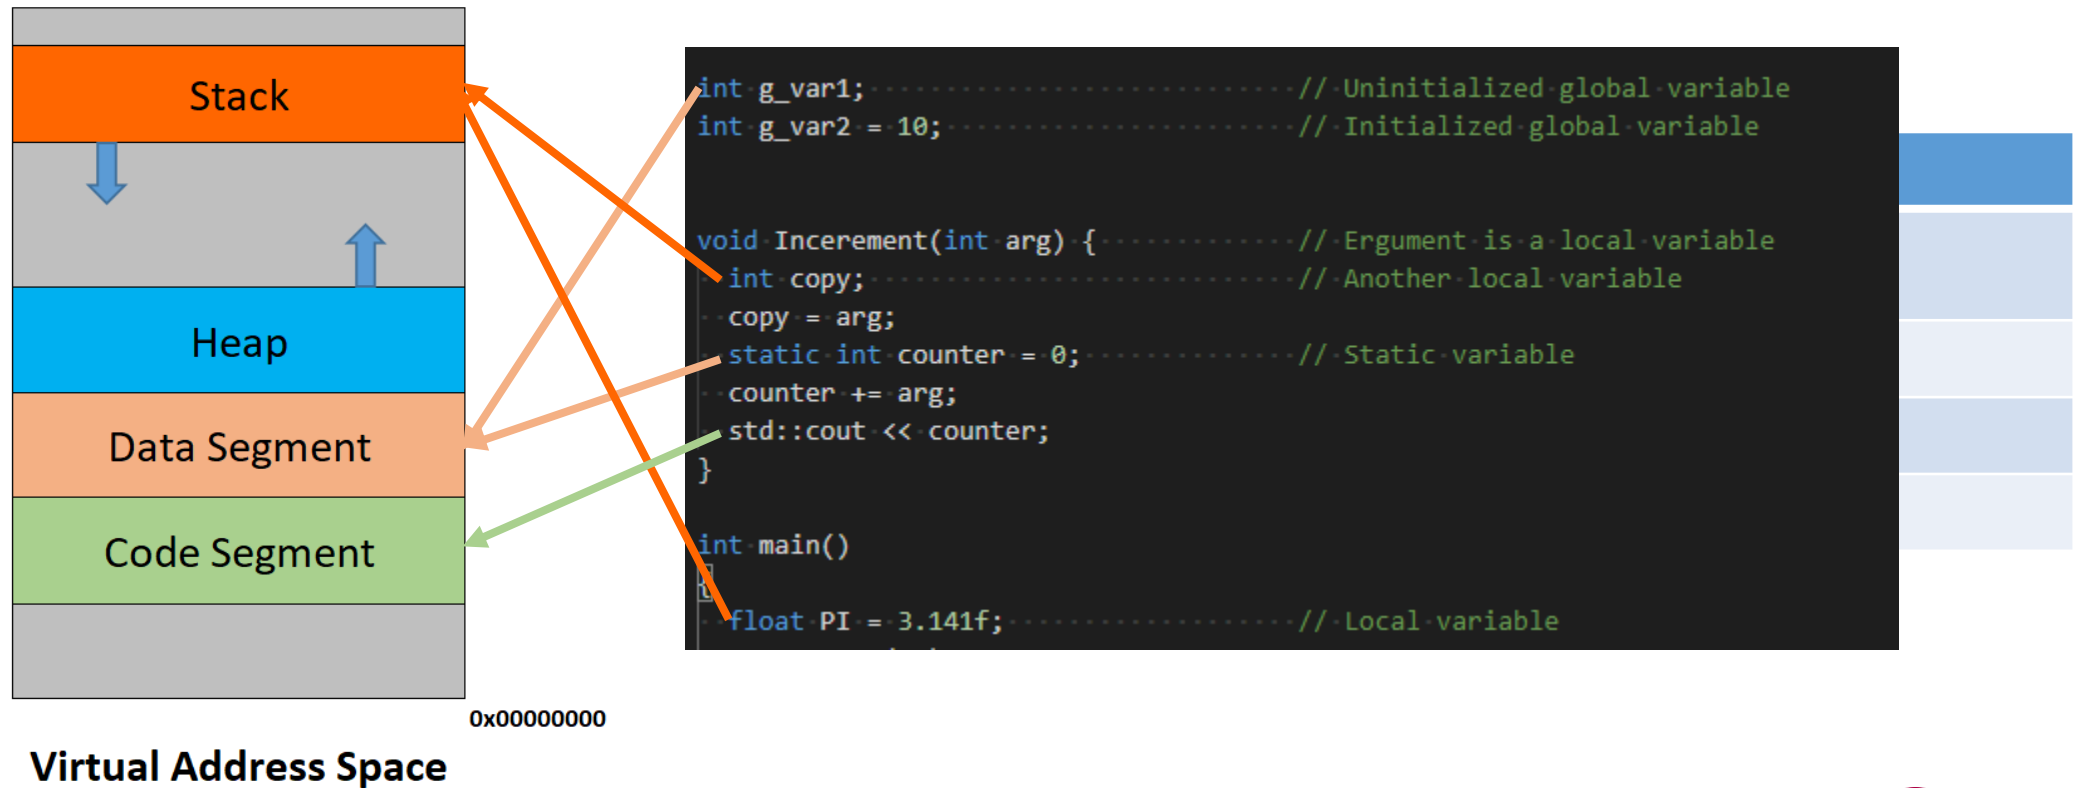 Stack
Heap
Data Segment
Code Segment
0x00000000
Virtual Address Space
int g_var1; // Uninitialized global variable
int g_var2 = 10; // Initialized global variable
void Incerement(int arg) { // Ergument is a local variable
int copy; // Another local variable
copy = arg;
static int counter = 0; // Static variable
counter += arg;
std::cout << counter;
}
int main()
{
float PI = 3.141f; // Local variable